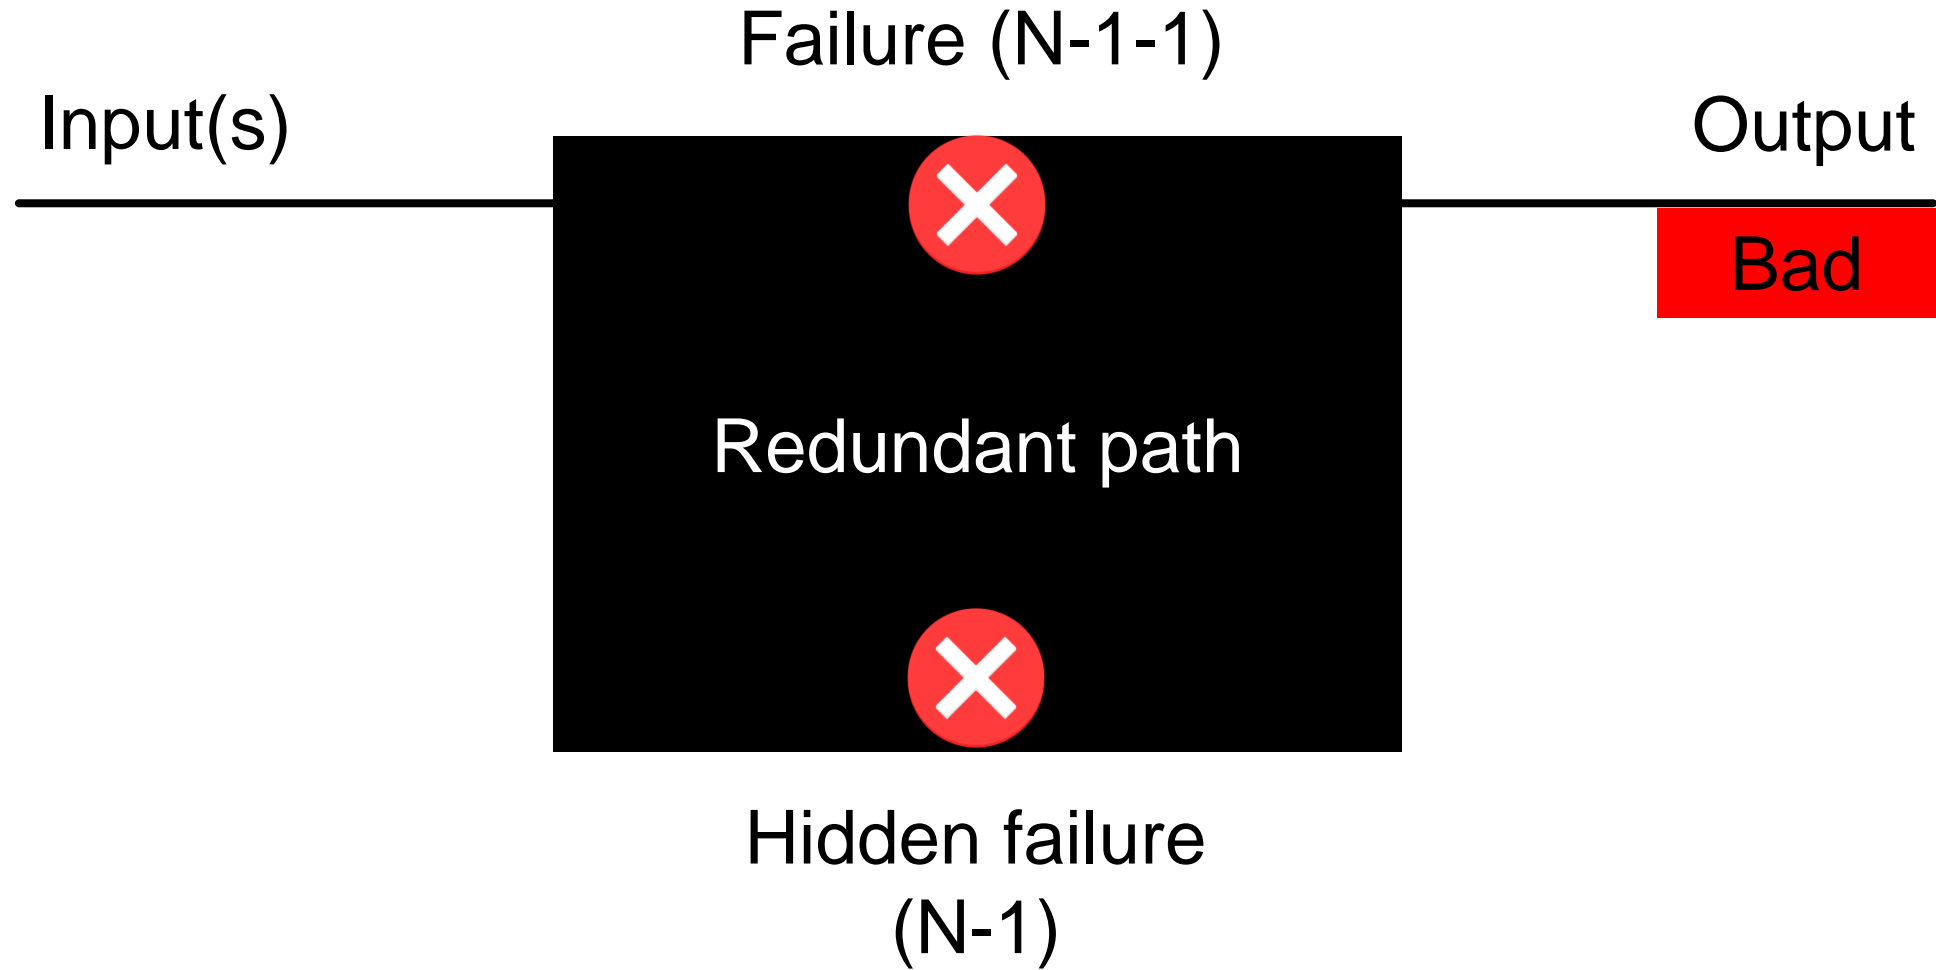 Failure (N-1-1)
Input(s)
Output
Bad
Redundant path
Hidden failure
(N-1)